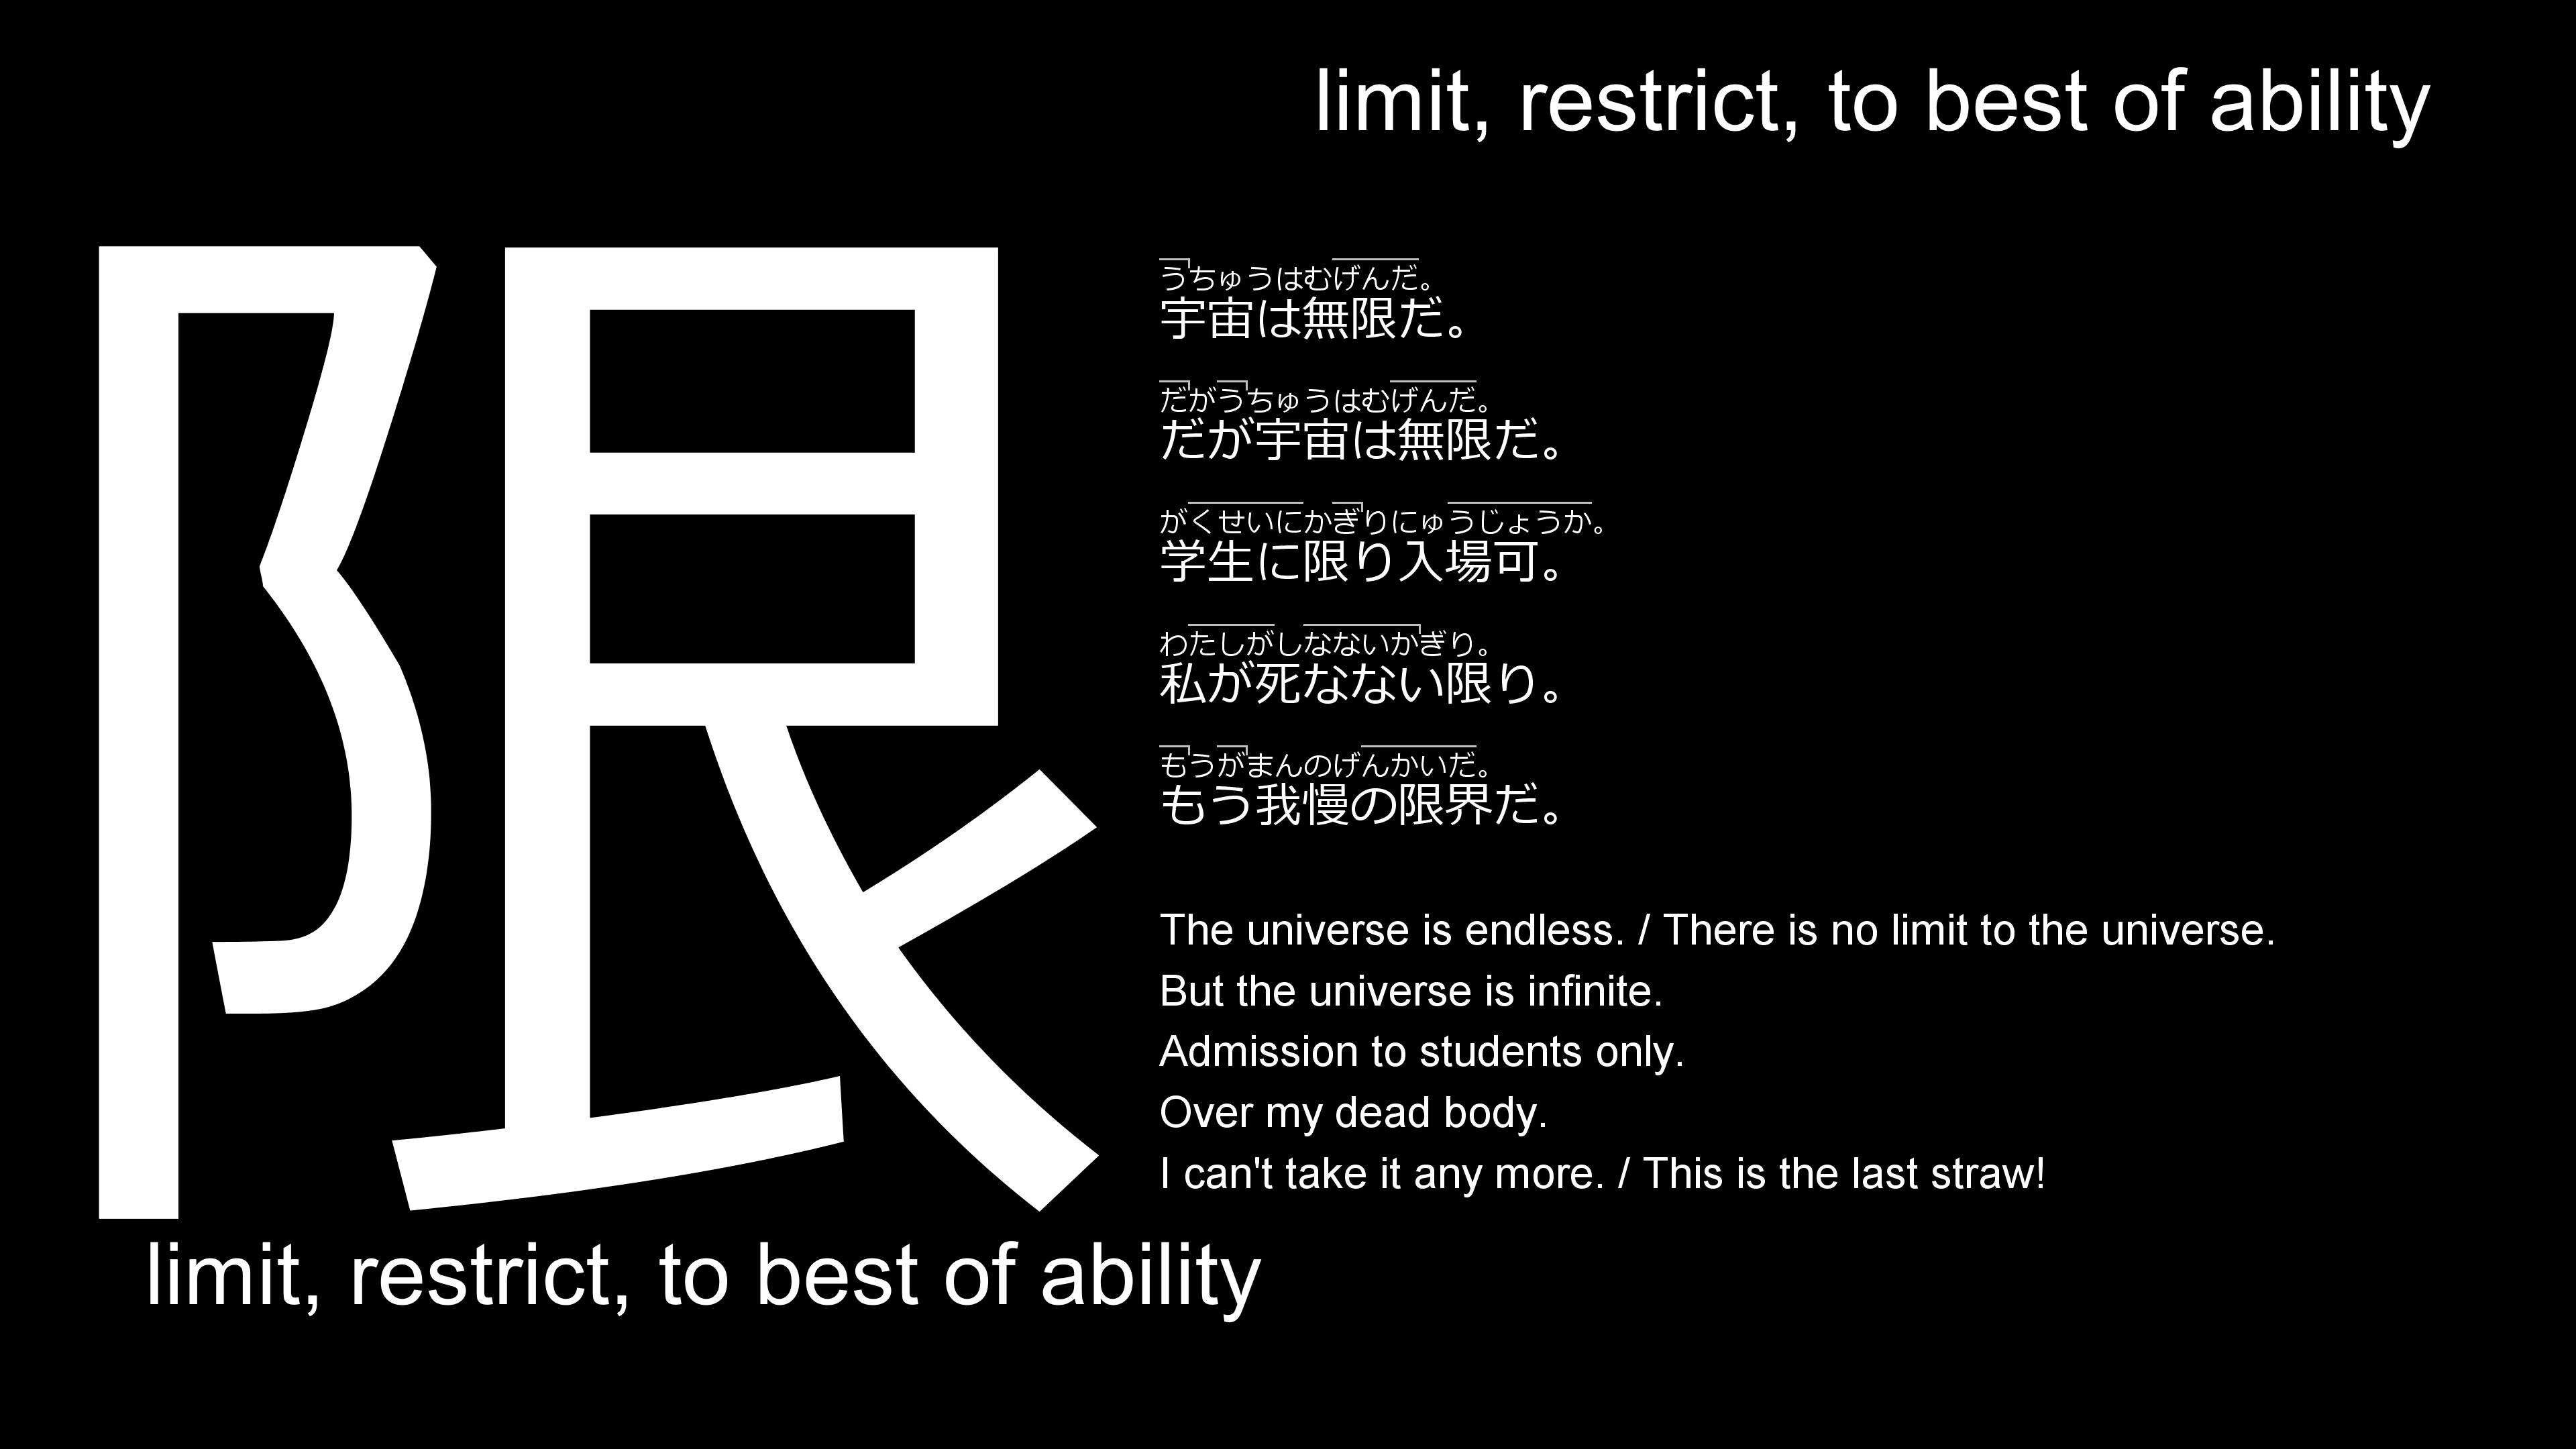 limit, restrict, to best of ability
限
うちゅうはむげんだ。
宇宙は無限だ。
だがうちゅうはむげんだ。
だが宇宙は無限だ。
がくせいにかぎりにゅうじょうか。
学生に限り入場可。
わたしがしなないかぎり。
私が死なない限り。
もうがまんのげんかいだ。
もう我慢の限界だ。
The universe is endless. / There is no limit to the universe.
But the universe is infinite.
Admission to students only.
Over my dead body.
I can't take it any more. / This is the last straw!
limit, restrict, to best of ability